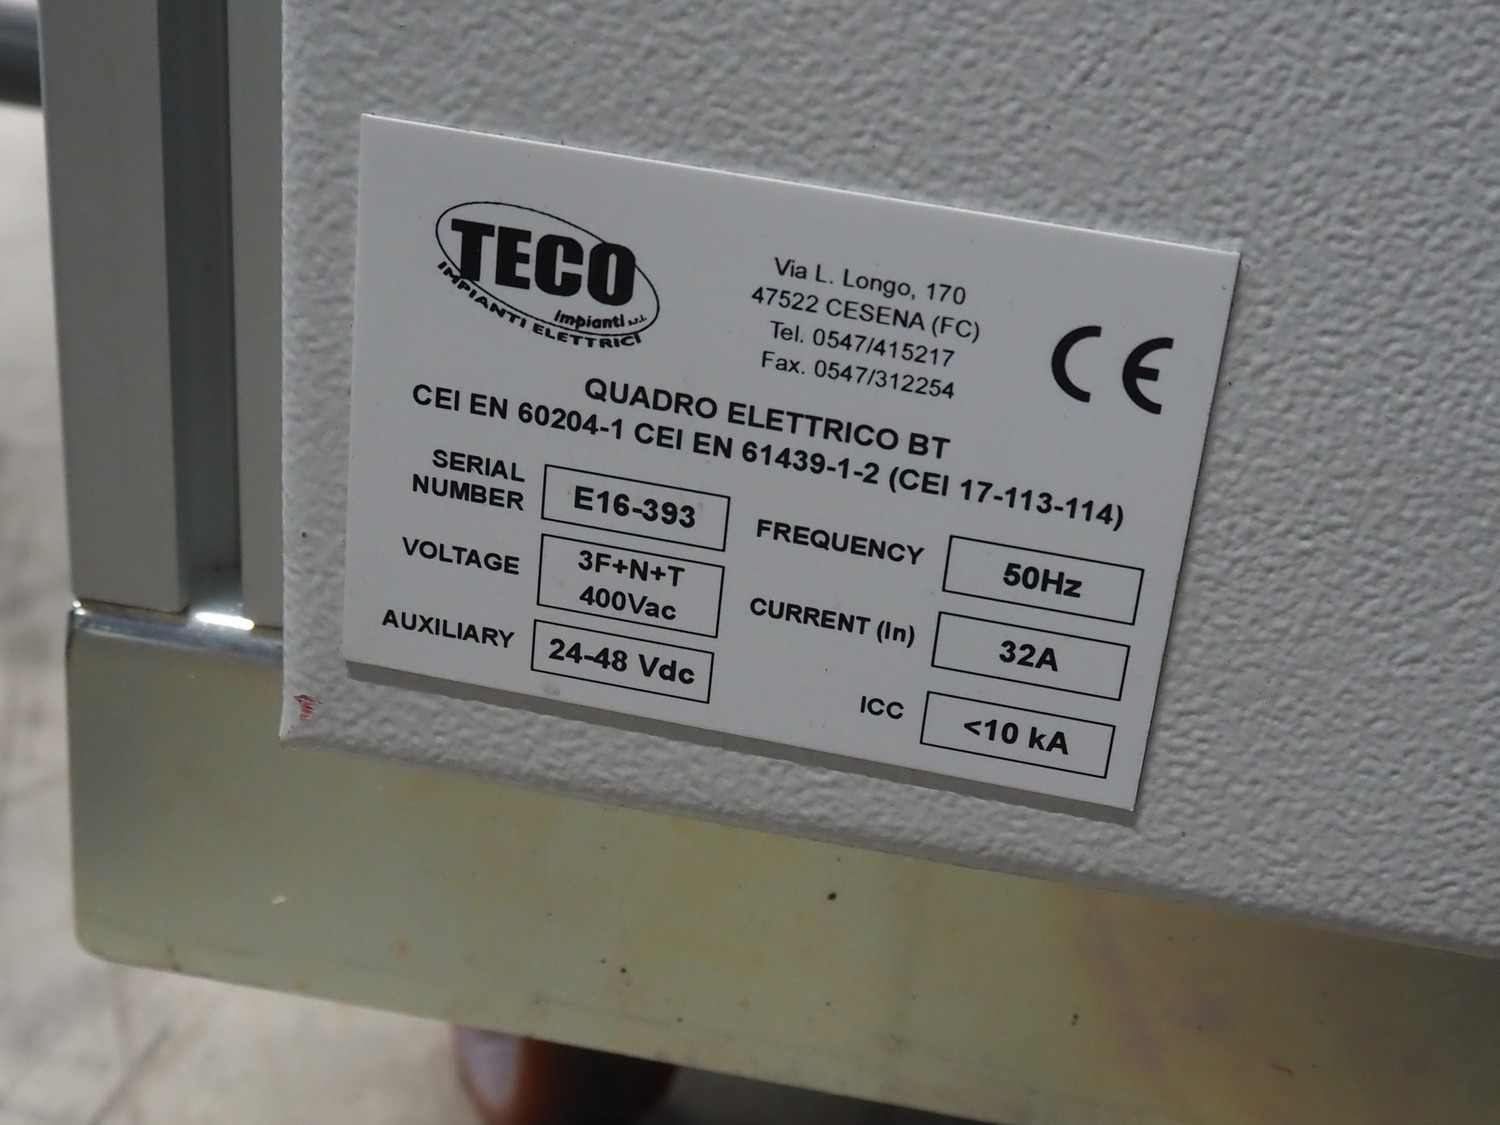 TECO
Impianti s.r.l.
IMPIANTI ELETTRICI
Via L. Longo, 170
47522 CESENA (FC)
Tel. 0547/415217
Fax. 0547/312254
CE
QUADRO ELETTRICO BT
CEI EN 60204-1 CEI EN 61439-1-2 (CEI 17-113-114)
SERIAL
NUMBER
E16-393
FREQUENCY
50Hz
VOLTAGE
3F+N+T
400Vac
CURRENT (In)
32A
AUXILIARY
24-48 Vdc
ICC
<10 kA